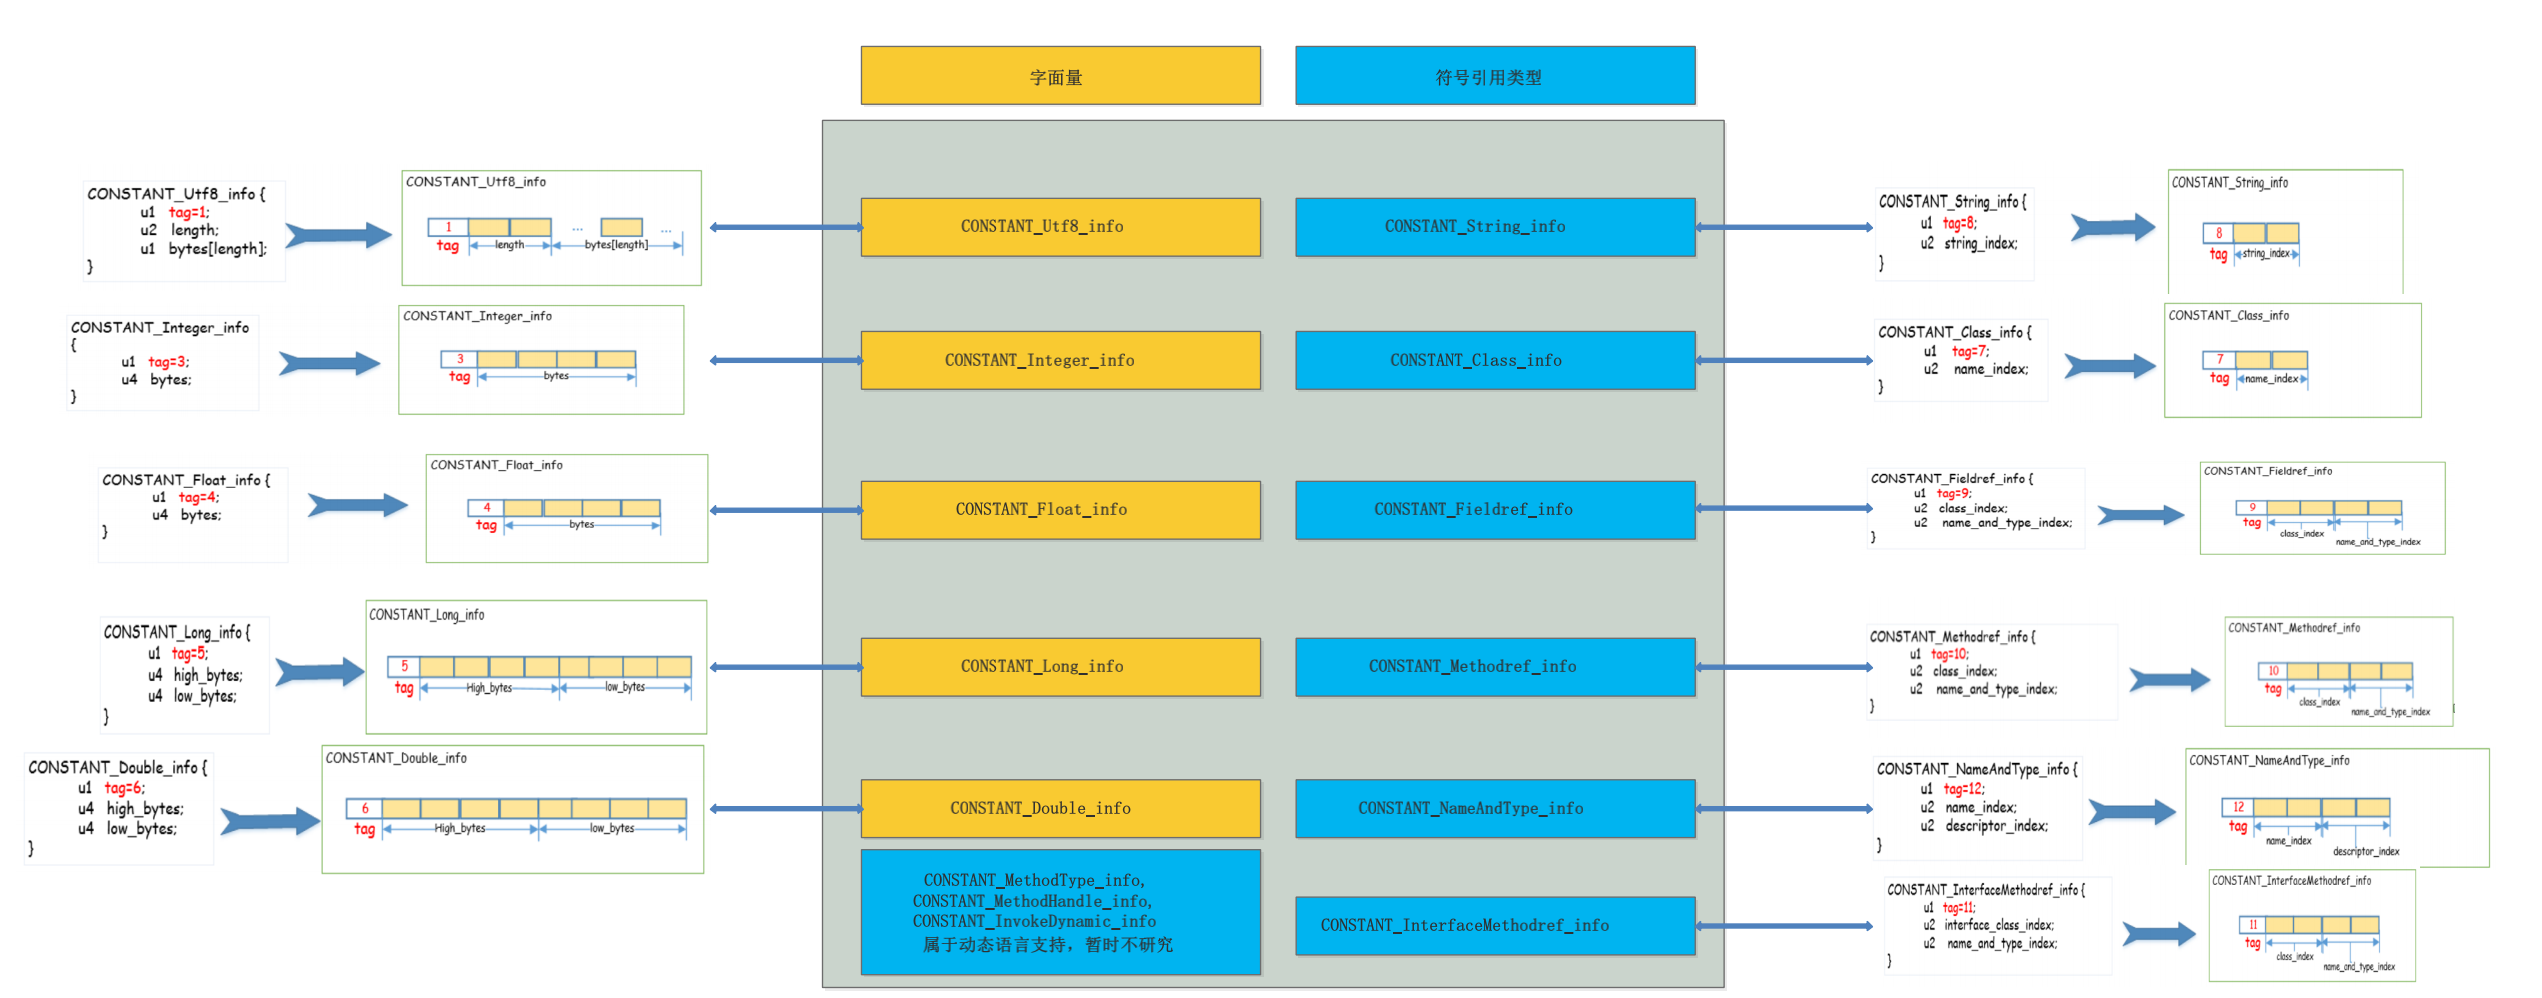 字面量
符号引用类型
CONSTANT_Utf8_info {
u1 tag=1;
u2 length;
u1 bytes[length];
}
CONSTANT_Utf8_info
1
... ...
tag
length
bytes[length]
CONSTANT_Utf8_info
CONSTANT_String_info
CONSTANT_String_info {
u1 tag=8;
u2 string_index;
}
CONSTANT_String_info
8
tag
string_index
CONSTANT_Integer_info
{
u1 tag=3;
u4 bytes;
}
CONSTANT_Integer_info
3
tag
bytes
CONSTANT_Integer_info
CONSTANT_Class_info
CONSTANT_Class_info {
u1 tag=7;
u2 name_index;
}
CONSTANT_Class_info
7
tag
name_index
CONSTANT_Float_info {
u1 tag=4;
u4 bytes;
}
CONSTANT_Float_info
4
tag
bytes
CONSTANT_Float_info
CONSTANT_Fieldref_info
CONSTANT_Fieldref_info {
u1 tag=9;
u2 class_index;
u2 name_and_type_index;
}
CONSTANT_Fieldref_info
9
tag
class_index
name_and_type_index
CONSTANT_Long_info {
u1 tag=5;
u4 high_bytes;
u4 low_bytes;
}
CONSTANT_Long_info
5
tag
High_bytes
low_bytes
CONSTANT_Long_info
CONSTANT_Methodref_info
CONSTANT_Methodref_info {
u1 tag=10;
u2 class_index;
u2 name_and_type_index;
}
CONSTANT_Methodref_info
10
tag
class_index
name_and_type_index
CONSTANT_Double_info {
u1 tag=6;
u4 high_bytes;
u4 low_bytes;
}
CONSTANT_Double_info
6
tag
High_bytes
low_bytes
CONSTANT_Double_info
CONSTANT_NameAndType_info
CONSTANT_NameAndType_info {
u1 tag=12;
u2 name_index;
u2 descriptor_index;
}
CONSTANT_NameAndType_info
12
tag
name_index
descriptor_index
CONSTANT_MethodType_info,
CONSTANT_MethodHandle_info,
CONSTANT_InvokeDynamic_info
属于动态语言支持，暂时不研究
CONSTANT_InterfaceMethodref_info
CONSTANT_InterfaceMethodref_info {
u1 tag=11;
u2 interface_class_index;
u2 name_and_type_index;
}
CONSTANT_InterfaceMethodref_info
11
tag
class_index
name_and_type_index